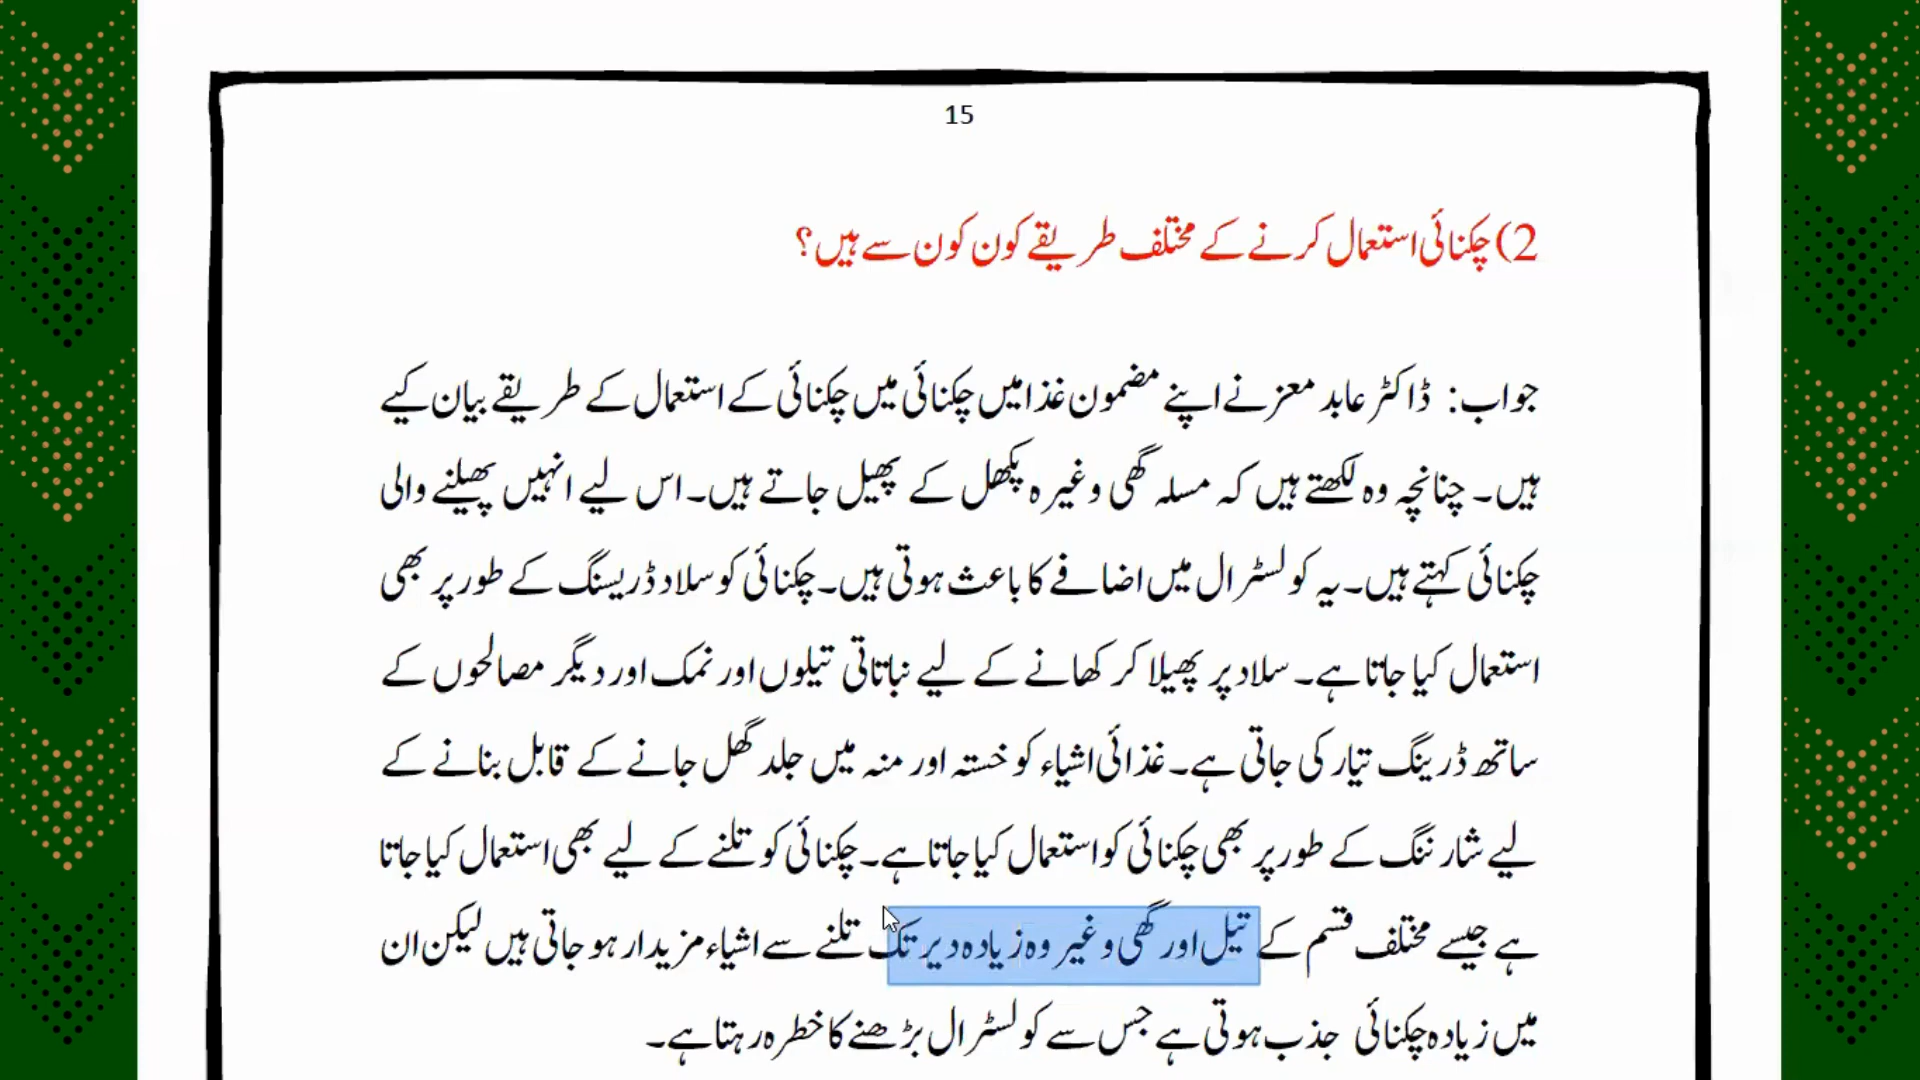 15
2) چکنائی استعمال کرنے کے مختلف طریقے کون کون سے ہیں؟
جواب: ڈاکٹر عابد معز نے اپنے مضمون غذا میں چکنائی میں چکنائی کے استعمال کے طریقے بیان کیے
ہیں۔ چنانچہ وہ لکھتے ہیں کہ مسلہ گھی وغیرہ پگھل کے پھیل جاتے ہیں۔ اس لیے انہیں پھیلنے والی
چکنائی کہتے ہیں۔ یہ کولسٹرال میں اضافے کا باعث ہوتی ہیں۔ چکنائی کو سلاد ڈریسنگ کے طور پر بھی
استعمال کیا جاتا ہے۔ سلاد پر پھیلا کر کھانے کے لیے نباتاتی تیلوں اور نمک اور دیگر مصالحوں کے
ساتھ ڈرینگ تیار کی جاتی ہے۔ غذائی اشیاء کو خستہ اور منہ میں جلد گھل جانے کے قابل بنانے کے
لیے شارننگ کے طور پر بھی چکنائی کو استعمال کیا جاتا ہے۔ چکنائی کو تلنے کے لیے بھی استعمال کیا جاتا
ہے جیسے مختلف قسم کے تیل اور گھی وغیر وہ زیادہ دیر تک تلنے سے اشیاء مزیدار ہو جاتی ہیں لیکن ان
میں زیادہ چکنائی جذب ہوتی ہے جس سے کولسٹرال بڑھنے کا خطرہ رہتا ہے۔